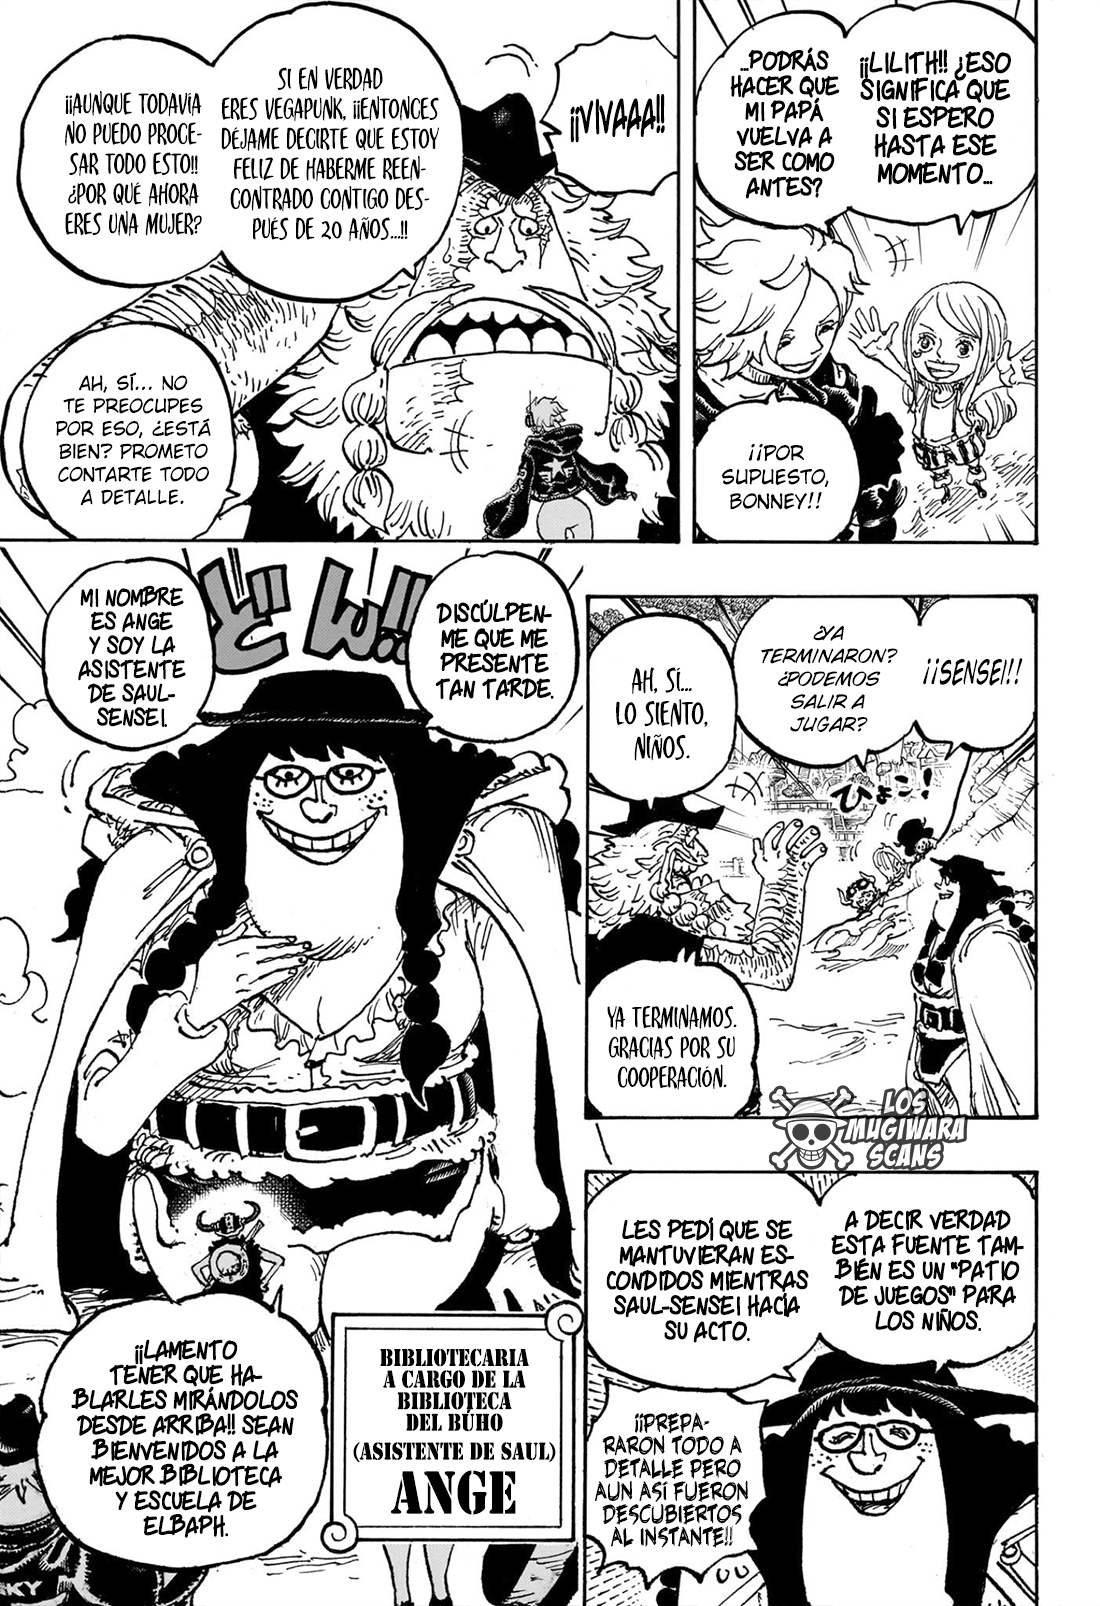 ¡¡LILITH!! ¿ESO
SIGNIFICA QUE
SI ESPERO
HASTA ESE
MOMENTO...
...PODRÁS
HACER QUE
MI PAPÁ
VUELVA A
SER COMO
ANTES?
¡¡POR
SUPUESTO,
BONNEY!!
¡¡VIVAAA!!
SI EN VERDAD
ERES VEGAPUNK, ¡¡ENTONCES
DÉJAME DECIRTE QUE ESTOY
FELIZ DE HABERME REEN-
CONTRADO CONTIGO DES-
PUÉS DE 20 AÑOS...!!
¡¡AUNQUE TODAVÍA
NO PUEDO PROCE-
SAR TODO ESTO!!
¿POR QUÉ AHORA
ERES UNA MUJER?
AH, SÍ... NO
TE PREOCUPES
POR ESO, ¿ESTÁ
BIEN? PROMETO
CONTARTE TODO
A DETALLE.
¡¡SENSEI!!
¿YA
TERMINARON?
¿PODEMOS
SALIR A
JUGAR?
ひょこ!
AH, SÍ...
LO SIENTO,
NIÑOS.
YA TERMINAMOS.
GRACIAS POR SU
COOPERACIÓN.
LOS
MUGIWARA
SCANS
どん!!
DISCÚLPEN-
ME QUE ME
PRESENTE
TAN TARDE.
MI NOMBRE
ES ANGE
Y SOY LA
ASISTENTE
DE SAUL-
SENSEI.
A DECIR VERDAD
ESTA FUENTE TAM-
BIÉN ES UN "PATIO
DE JUEGOS" PARA
LOS NIÑOS.
LES PEDÍ QUE SE
MANTUVIERAN ES-
CONDIDOS MIENTRAS
SAUL-SENSEI HACÍA
SU ACTO.
¡¡PREPA-
RARON TODO A
DETALLE PERO
AUN ASÍ FUERON
DESCUBIERTOS
AL INSTANTE!!
¡¡LAMENTO
TENER QUE HA-
BLARLES MIRÁNDOLOS
DESDE ARRIBA!! SEAN
BIENVENIDOS A LA
MEJOR BIBLIOTECA
Y ESCUELA DE
ELBAPH.
BIBLIOTECARIA
A CARGO DE LA
BIBLIOTECA
DEL BÚHO
(ASISTENTE DE SAUL)
ANGE
KY